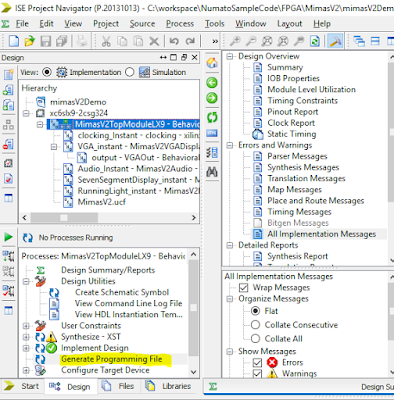 ISE Project Navigator (P.20131013) - C:\workspace\NumatoSampleCode\FPGA\MimasV2\mimasV2Demo
File Edit View Project Source Process Tools Window Layout Help
Design
View: Implementation Simulation
Hierarchy
mimasV2Demo
xc6slx9-2csg324
MimasV2TopModuleLX9 - Behavio
clocking_instant - clocking - xilinx
VGA_instant - MimasV2VGADispla
output - VGAOut - Behavioral
Audio_Instant - MimasV2Audio -
SevenSegmentDisplay_instant - M
RunningLight_instant - MimasV2
MimasV2.ucf
No Processes Running
Processes: MimasV2TopModuleLX9 - Behavio
Design Summary/Reports
Design Utilities
Create Schematic Symbol
View Command Line Log File
View HDL Instantiation Tem...
User Constraints
Synthesize - XST
Implement Design
Generate Programming File
Configure Target Device
Start Design Files Libraries
Design Overview
Summary
IOB Properties
Module Level Utilization
Timing Constraints
Pinout Report
Clock Report
Static Timing
Errors and Warnings
Parser Messages
Synthesis Messages
Translation Messages
Map Messages
Place and Route Messages
Timing Messages
Bitgen Messages
All Implementation Messages
Detailed Reports
Synthesis Report
All Implementation Messages
Wrap Messages
Organize Messages
Flat
Collate Consecutive
Collate All
Show Messages
Errors
Warnings